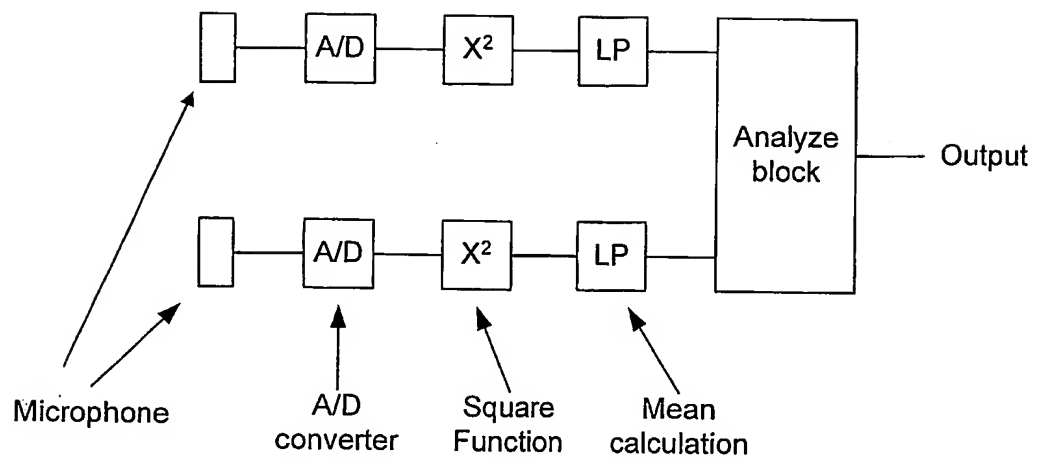 A/D X² LP
Analyze
block
Output
A/D X² LP
Microphone
A/D
converter
Square
Function
Mean
calculation